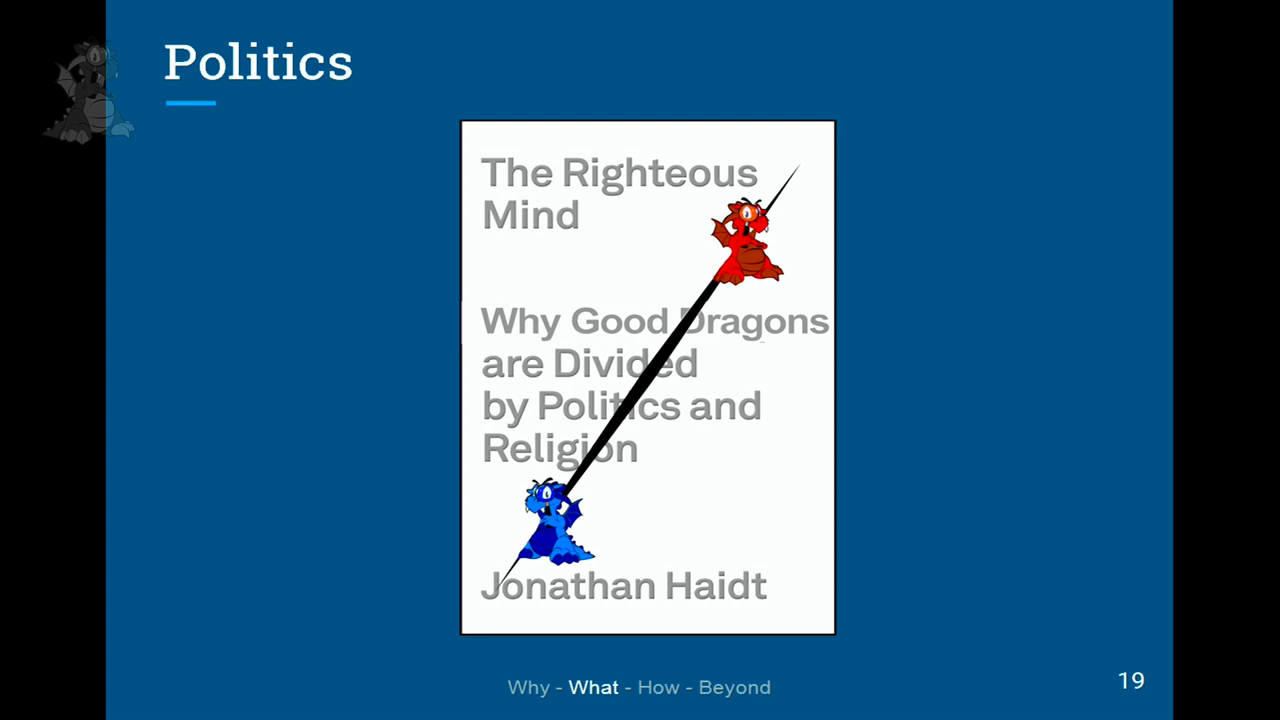 Politics
The Righteous
Mind
Why Good Dragons
are Divided
by Politics and
Religion
Jonathan Haidt
Why - What - How - Beyond
19